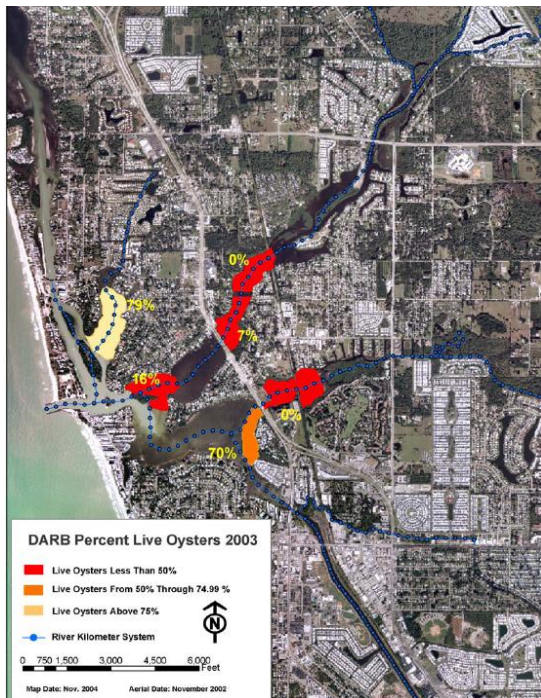 0%
79%
7%
16%
0%
70%
DARB Percent Live Oysters 2003
Live Oysters Less Than 50%
Live Oysters From 50% Through 74.99 %
Live Oysters Above 75%
River Kilometer System
N
0 750 1,500 3,000 4,500 6,000
Feet
Map Date: Nov. 2004 Aerial Date: November 2002